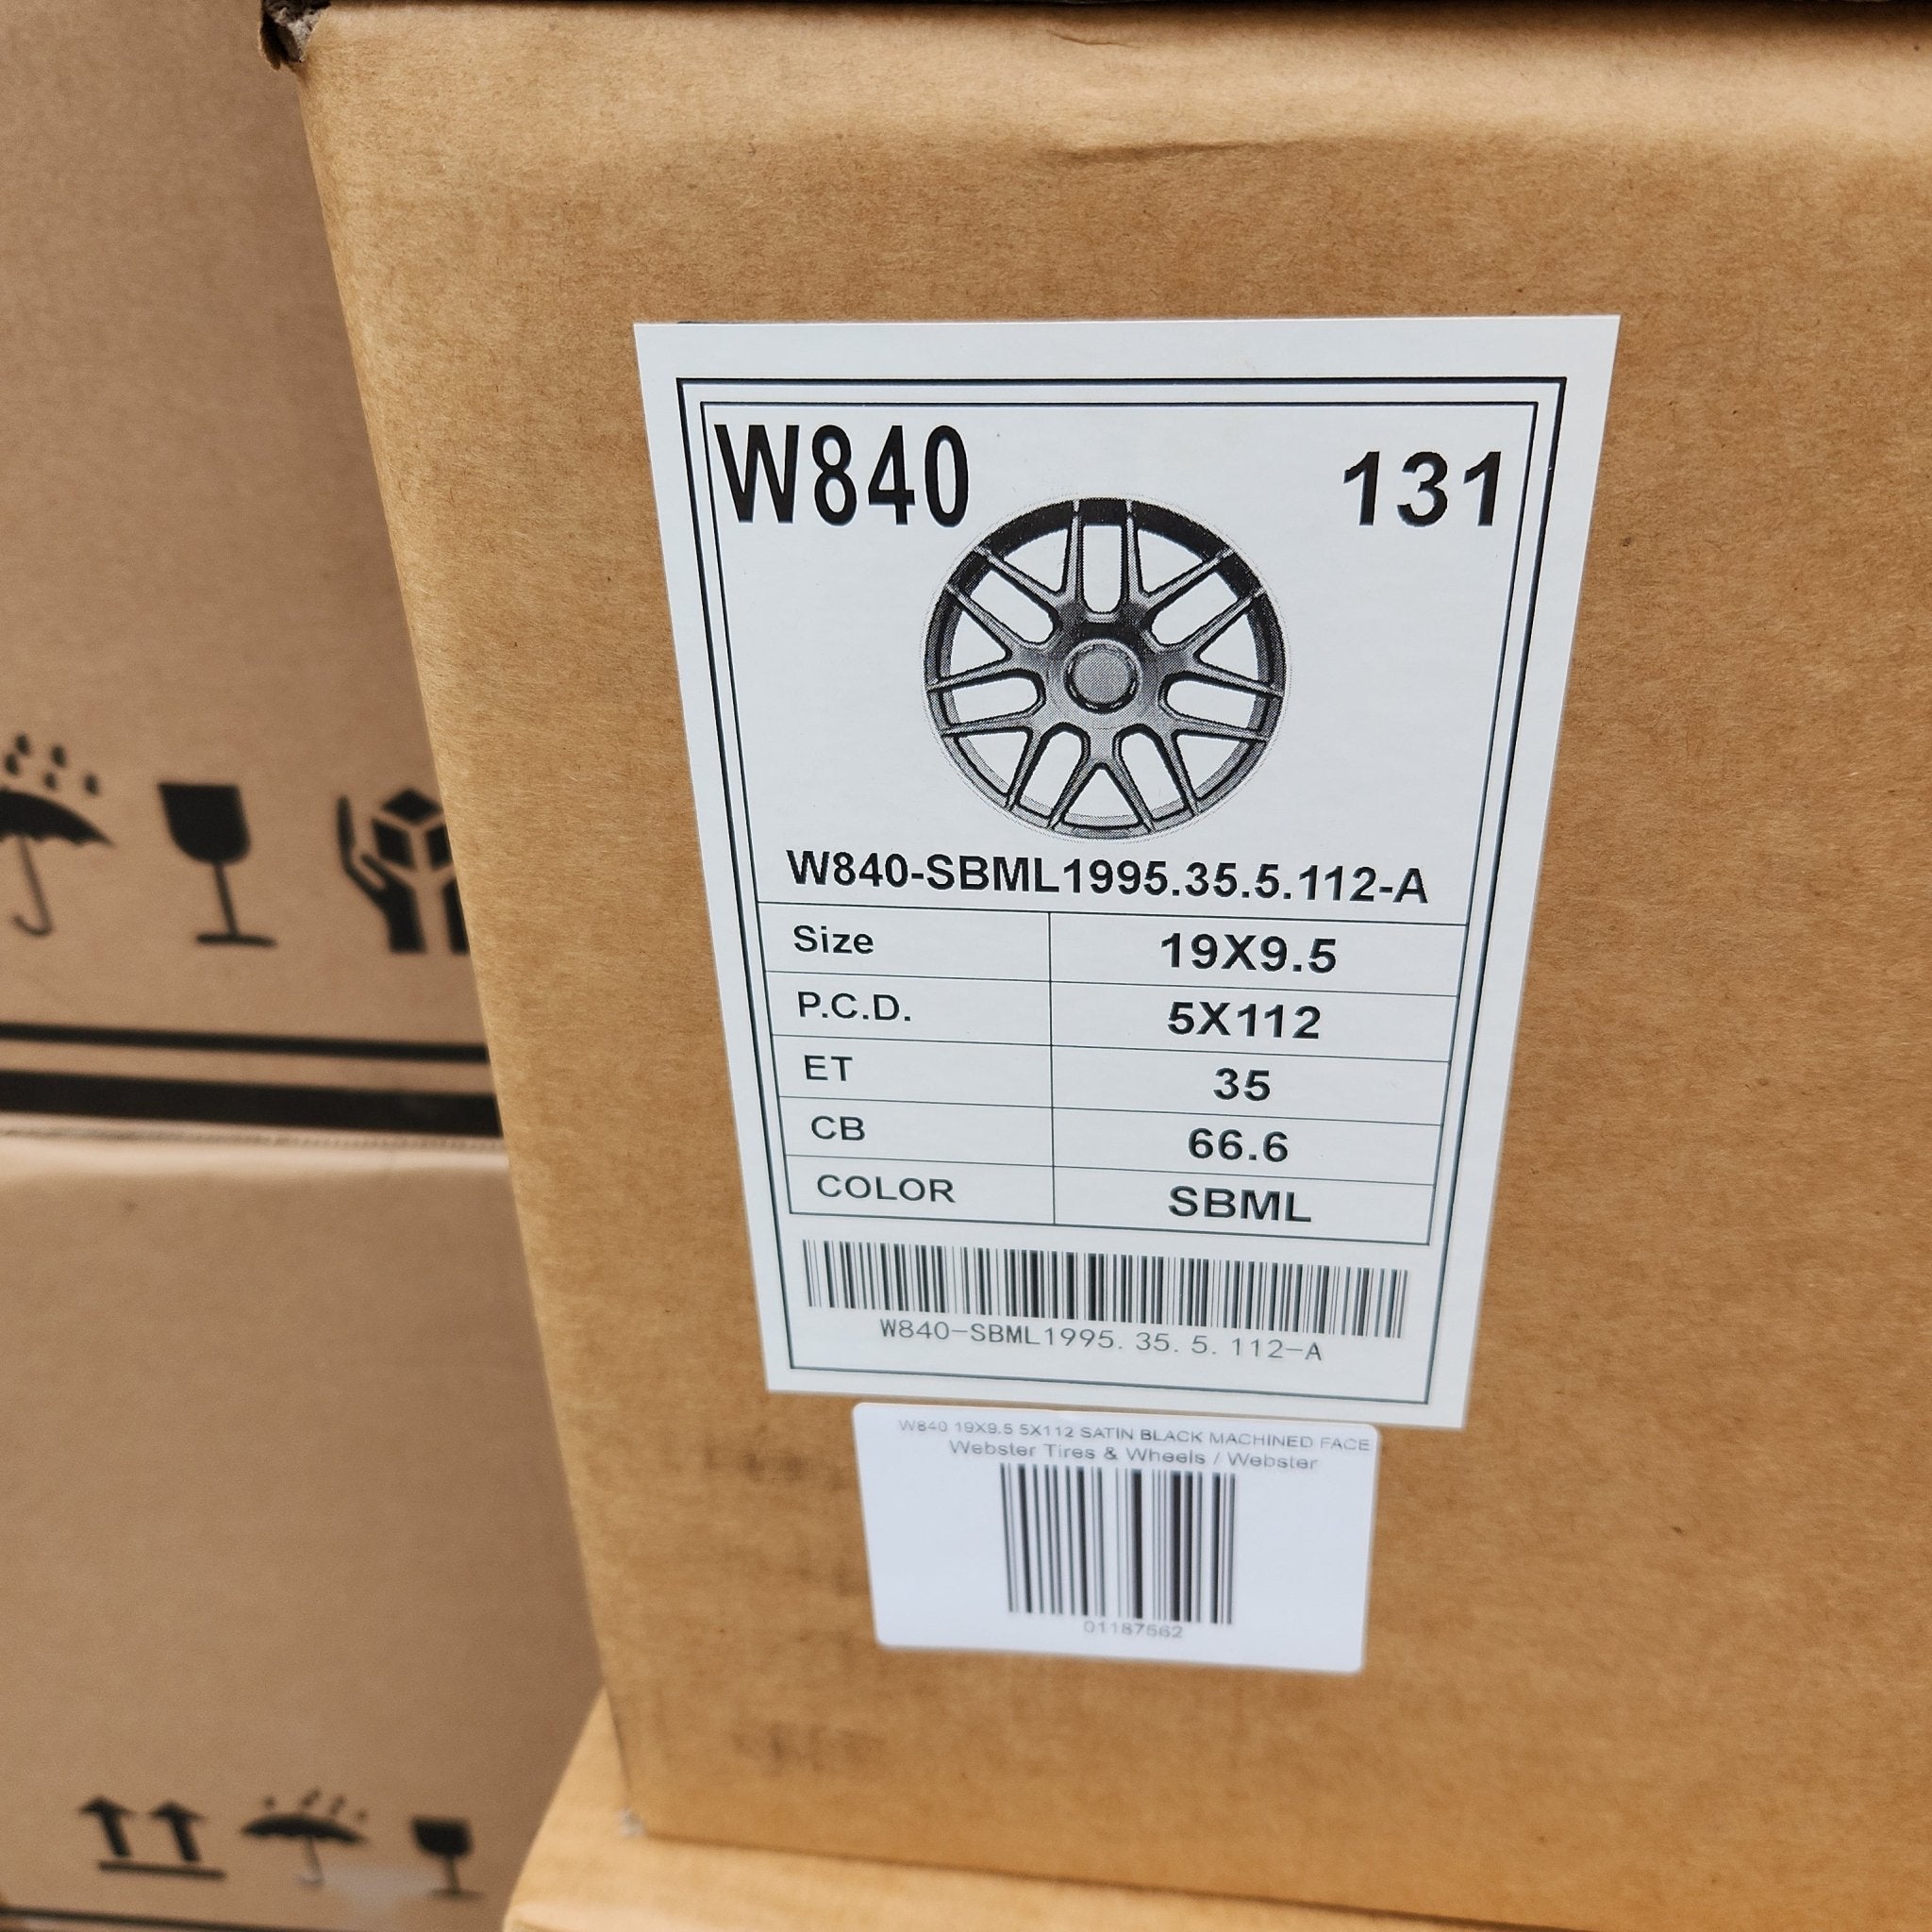 W840 131
W840-SBML1995.35.5.112-A
Size 19X9.5
P.C.D. 5X112
ET 35
CB 66.6
COLOR SBML
W840-SBML1995.35.5.112-A
W840 19X9.5 5X112 SATIN BLACK MACHINED FACE
Webster Tires & Wheels / Webster
01187562